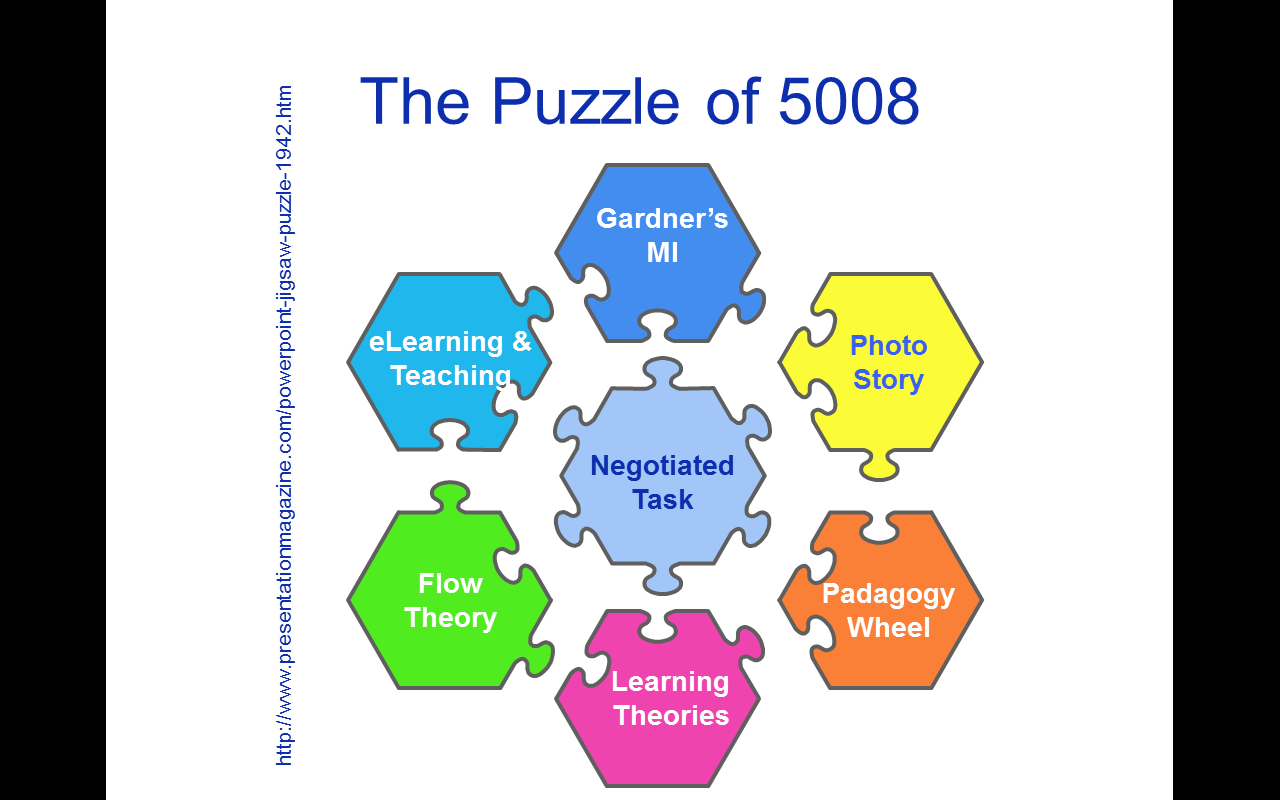 The Puzzle of 5008
http://www.presentationmagazine.com/powerpoint-jigsaw-puzzle-1942.htm
Gardner’s
MI
eLearning &
Teaching
Photo
Story
Negotiated
Task
Flow
Theory
Padagogy
Wheel
Learning
Theories